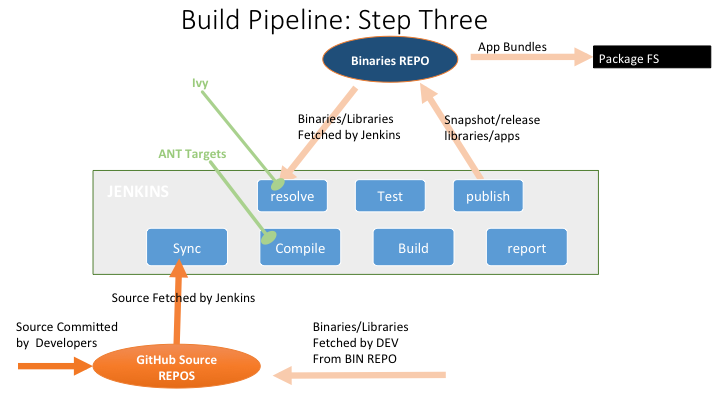 Build Pipeline: Step Three
App Bundles
Binaries REPO
Package FS
Ivy
Binaries/Libraries
Fetched by Jenkins
Snapshot/release
libraries/apps
ANT Targets
JENKINS
resolve
Test
publish
Sync
Compile
Build
report
Source Fetched by Jenkins
Source Committed
by Developers
Binaries/Libraries
Fetched by DEV
From BIN REPO
GitHub Source
REPOS